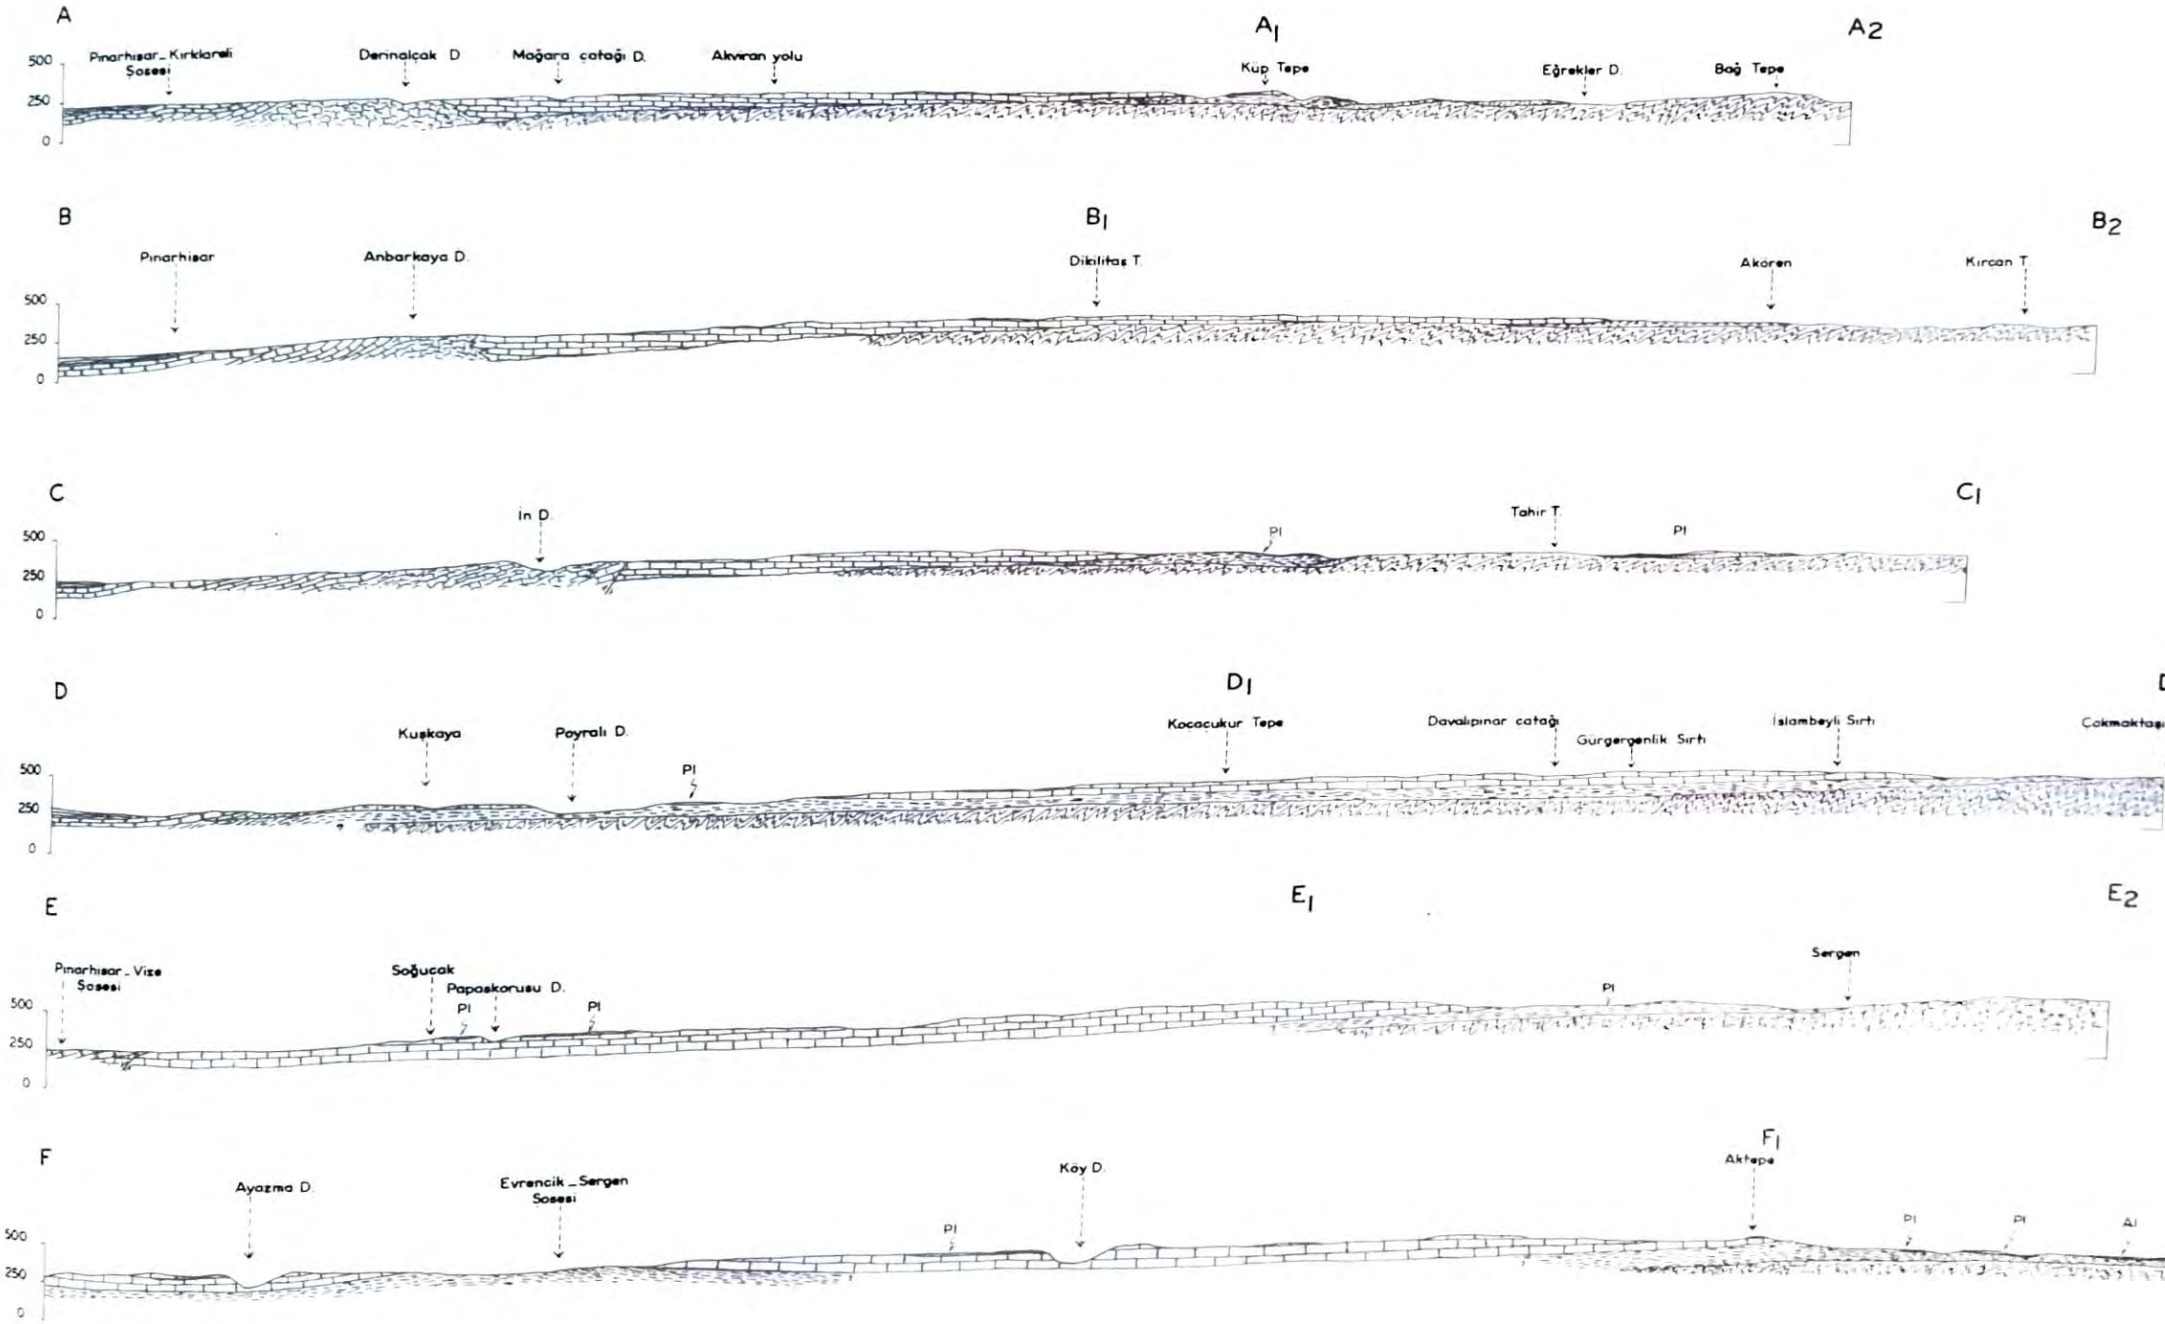 A A₁ A₂
Pınarhisar_Kırklareli
Şosesi
Derinalçak D
Mağara çatağı D.
Akviran yolu
Küp Tepe
Eğrekler D.
Bağ Tepe
500
250
0
B B₁ B₂
Pınarhisar
Anbarkaya D.
Dikilitaş T.
Akören
Kırcan T.
500
250
0
C C₁
İn D.
Pl
Tahir T.
Pl
500
250
0
D D₁
Kuşkaya
Poyralı D.
Pl
Kocaçukur Tepe
Davalıpınar çatağı
Gürgergenlik Sırtı
İslambeyli Sırtı
Çakmaktaşı
500
250
0
E E₁ E₂
Pınarhisar_Vize
Şosesi
Soğucak
Papaskorusu D.
Pl
Pl
Pl
Sergen
500
250
0
F F₁
Ayazma D.
Evrencik_Sergen
Şosesi
Pl
Köy D.
Aktepe
Pl
Pl
Al
500
250
0